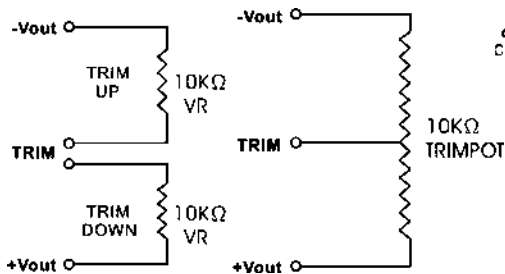 -Vout
TRIM
UP
10KΩ
VR
TRIM
TRIM
DOWN
10KΩ
VR
+Vout
-Vout
TRIM
10KΩ
TRIMPOT
+Vout